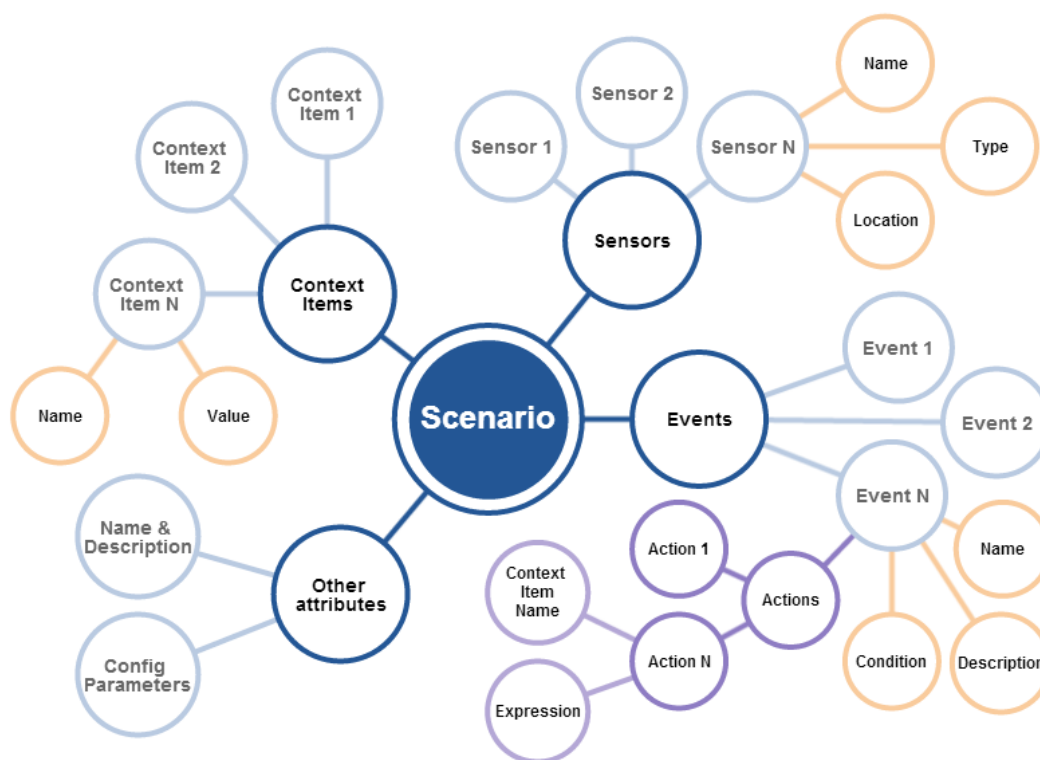 Context
Item 1
Context
Item 2
Context
Item N
Name
Value
Context
Items
Sensor 1
Sensor 2
Sensor N
Name
Type
Location
Sensors
Scenario
Events
Event 1
Event 2
Event N
Name
Description
Condition
Actions
Action 1
Action N
Context
Item
Name
Expression
Other
attributes
Name &
Description
Config
Parameters